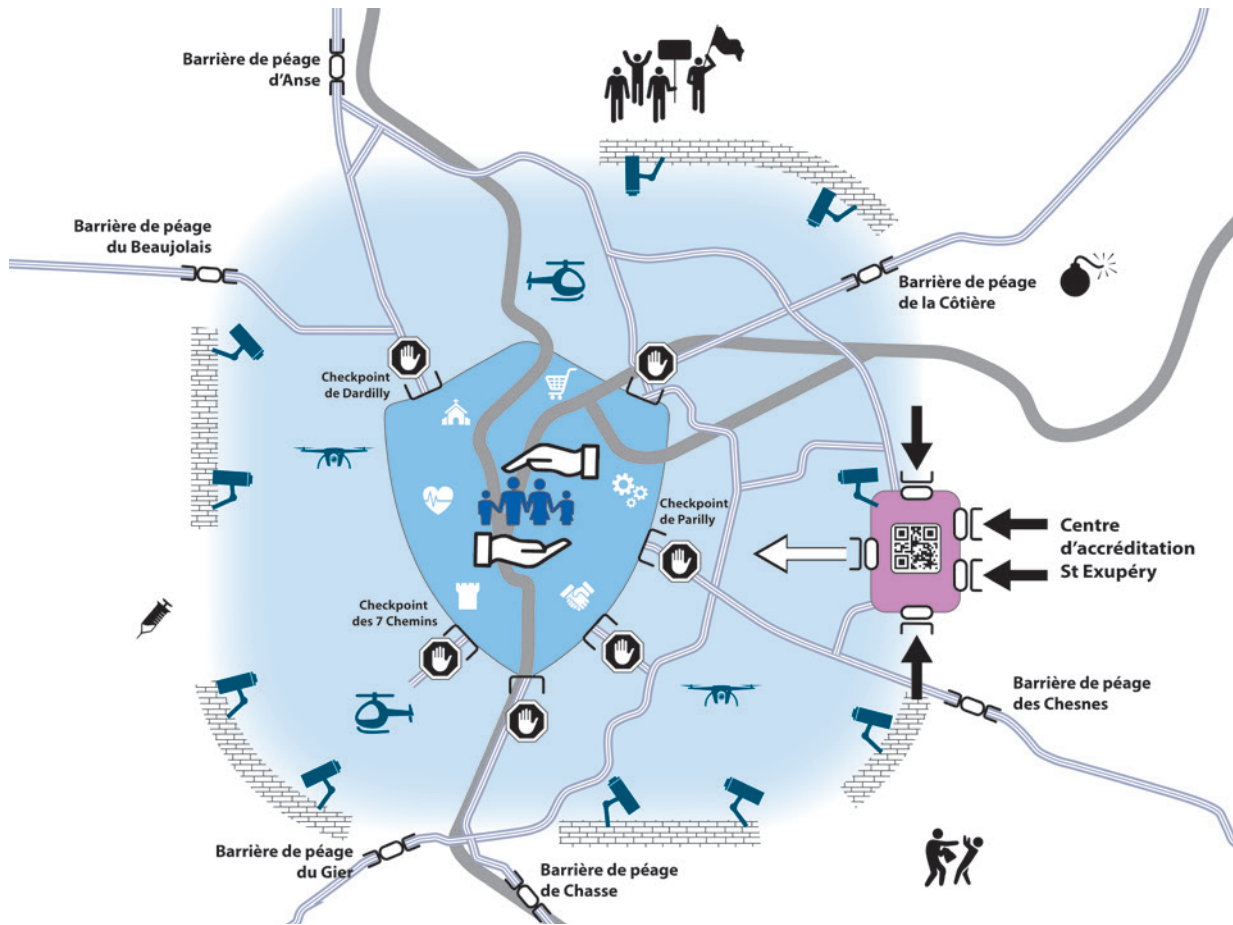 Barrière de péage
d'Anse
Barrière de péage
du Beaujolais
Barrière de péage
de la Côtière
Checkpoint
de Dardilly
Checkpoint
de Parilly
Centre
d'accréditation
St Exupéry
Checkpoint
des 7 Chemins
Barrière de péage
des Chesnes
Barrière de péage
du Gier
Barrière de péage
de Chasse